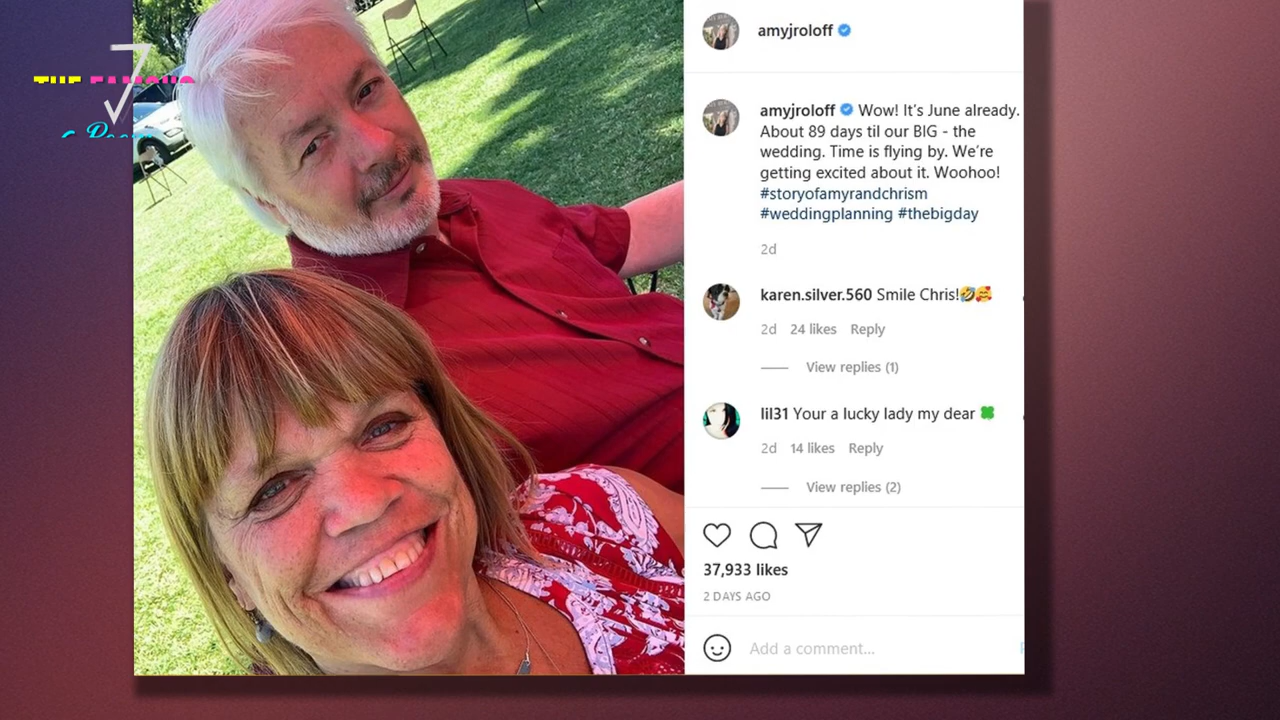 amyjroloff
amyjroloff Wow! It's June already.
About 89 days til our BIG - the
wedding. Time is flying by. We're
getting excited about it. Woohoo!
#storyofamyrandchrism
#weddingplanning #thebigday
2d
karen.silver.560 Smile Chris!🤣🥰
2d 24 likes Reply
View replies (1)
lil31 Your a lucky lady my dear 🍀
2d 14 likes Reply
View replies (2)
37,933 likes
2 DAYS AGO
Add a comment...